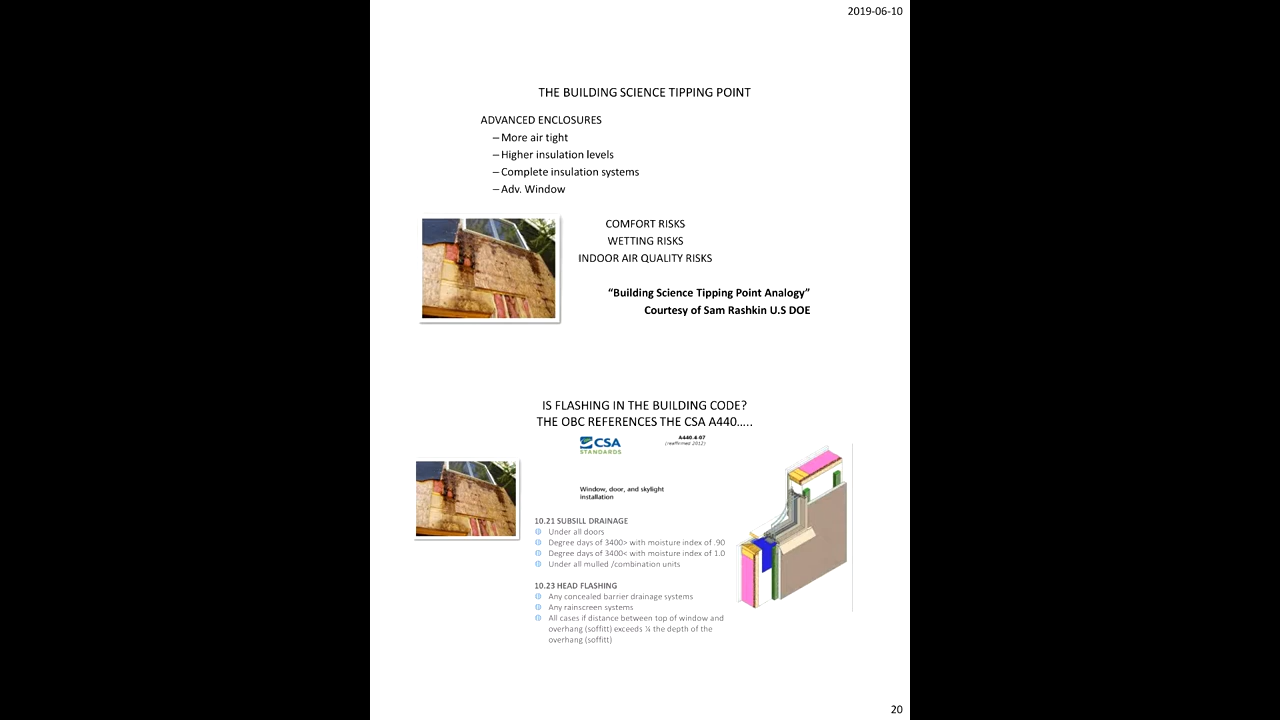 2019-06-10
THE BUILDING SCIENCE TIPPING POINT
ADVANCED ENCLOSURES
– More air tight
– Higher insulation levels
– Complete insulation systems
– Adv. Window
COMFORT RISKS
WETTING RISKS
INDOOR AIR QUALITY RISKS
“Building Science Tipping Point Analogy”
Courtesy of Sam Rashkin U.S DOE
IS FLASHING IN THE BUILDING CODE?
THE OBC REFERENCES THE CSA A440…..
CSA
STANDARDS
A440.4-07
(reaffirmed 2012)
Window, door, and skylight
installation
10.21 SUBSILL DRAINAGE
Under all doors
Degree days of 3400> with moisture index of .90
Degree days of 3400< with moisture index of 1.0
Under all mulled /combination units
10.23 HEAD FLASHING
Any concealed barrier drainage systems
Any rainscreen systems
All cases if distance between top of window and
overhang (soffitt) exceeds ¼ the depth of the
overhang (soffitt)
20